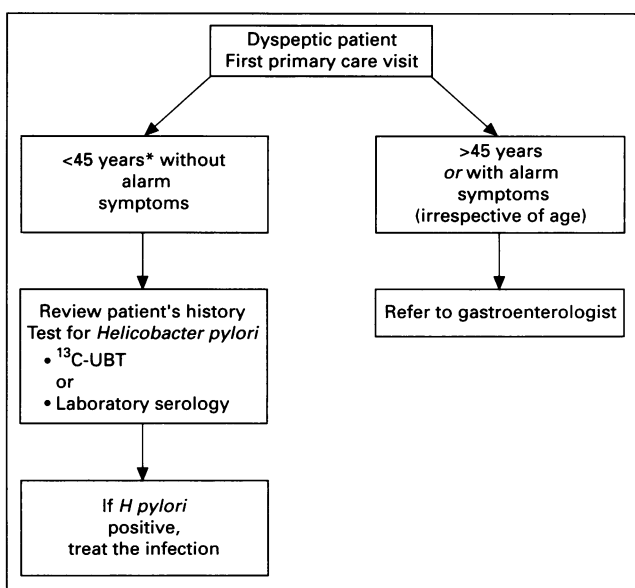 Dyspeptic patient
First primary care visit
<45 years* without
alarm
symptoms
>45 years
or with alarm
symptoms
(irrespective of age)
Review patient's history
Test for Helicobacter pylori
• ¹³C-UBT
or
• Laboratory serology
Refer to gastroenterologist
If H pylori
positive,
treat the infection